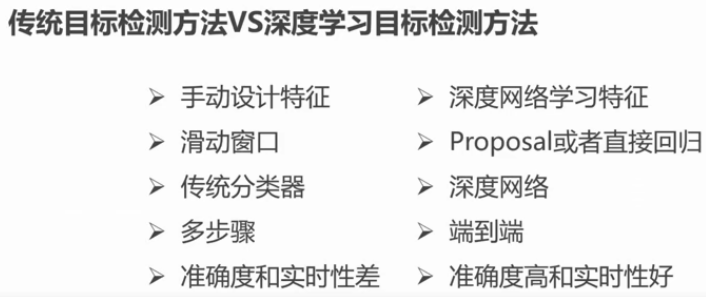 传统目标检测方法VS深度学习目标检测方法
➢ 手动设计特征 ➢ 深度网络学习特征
➢ 滑动窗口 ➢ Proposal或者直接回归
➢ 传统分类器 ➢ 深度网络
➢ 多步骤 ➢ 端到端
➢ 准确度和实时性差 ➢ 准确度高和实时性好